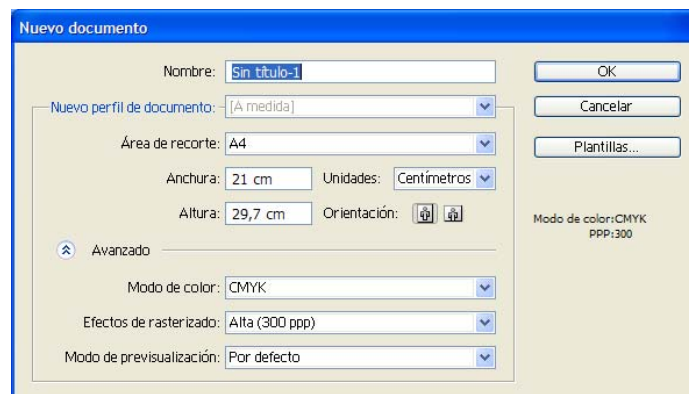 Nuevo documento
Nombre: Sin título-1
OK
Nuevo perfil de documento: [A medida]
Cancelar
Área de recorte: A4
Plantillas...
Anchura: 21 cm Unidades: Centímetros
Altura: 29,7 cm Orientación:
Modo de color:CMYK
PPP:300
Avanzado
Modo de color: CMYK
Efectos de rasterizado: Alta (300 ppp)
Modo de previsualización: Por defecto